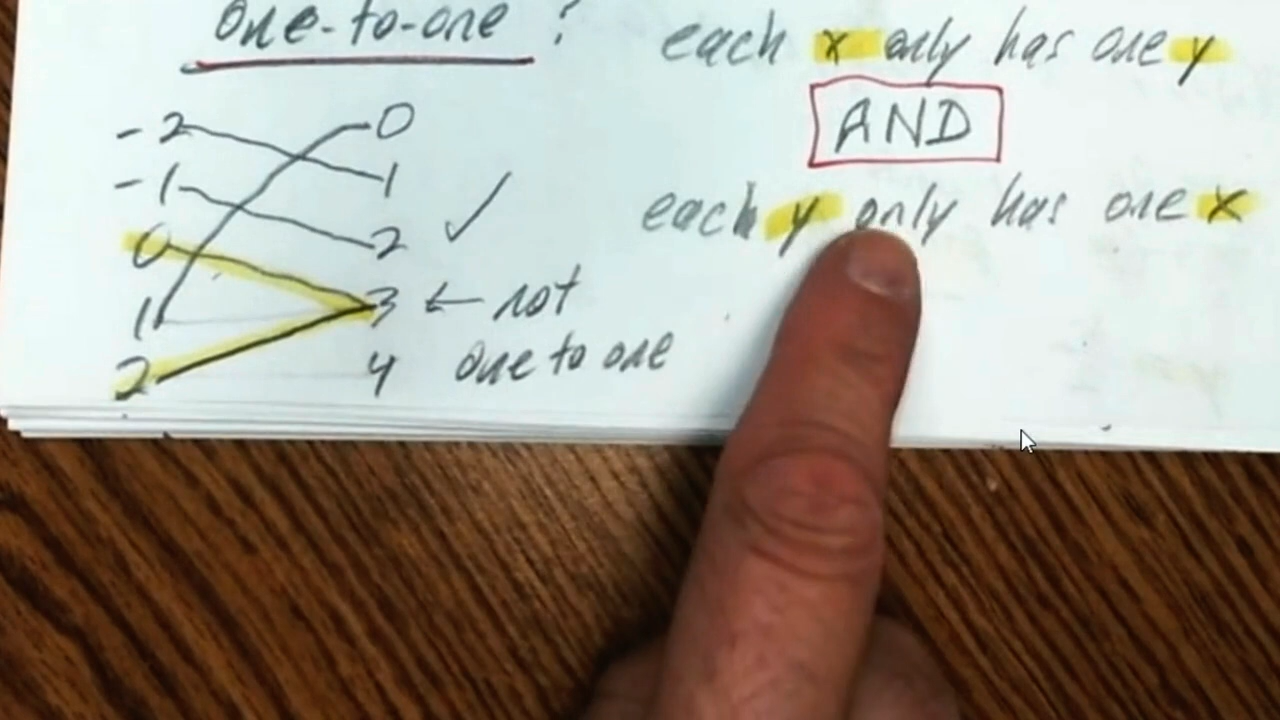 one-to-one ?
each x only has one y
AND
each y only has one x
-2 0
-1 1
0 2 ✓
1 3 ← not
2 4 one to one